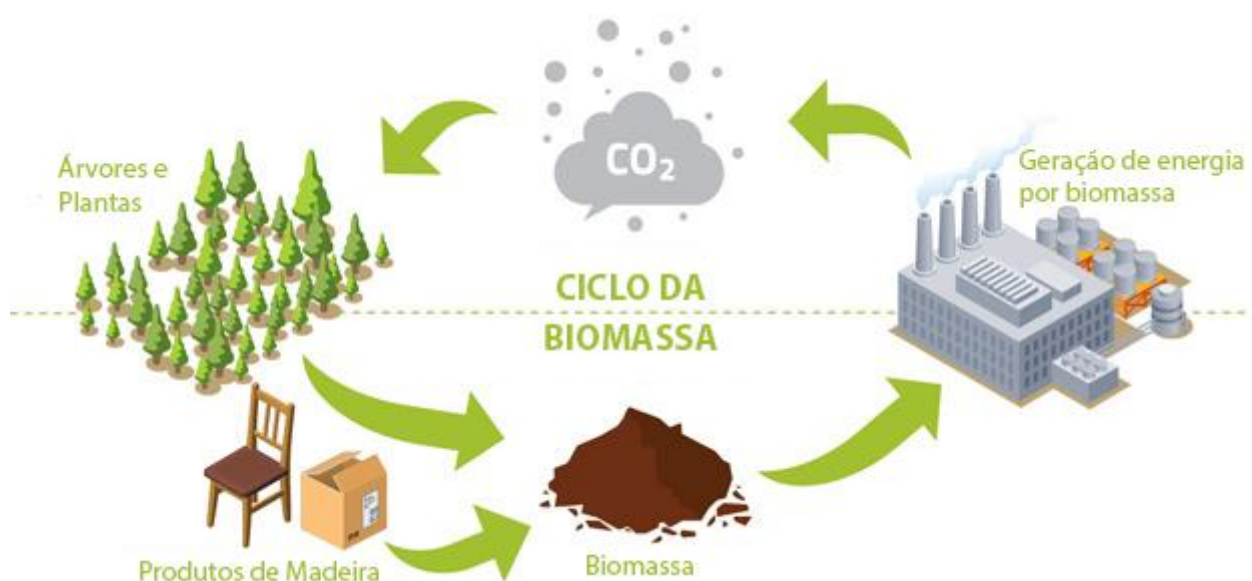 CO₂
Árvores e
Plantas
Geração de energia
por biomassa
CICLO DA
BIOMASSA
Produtos de Madeira
Biomassa